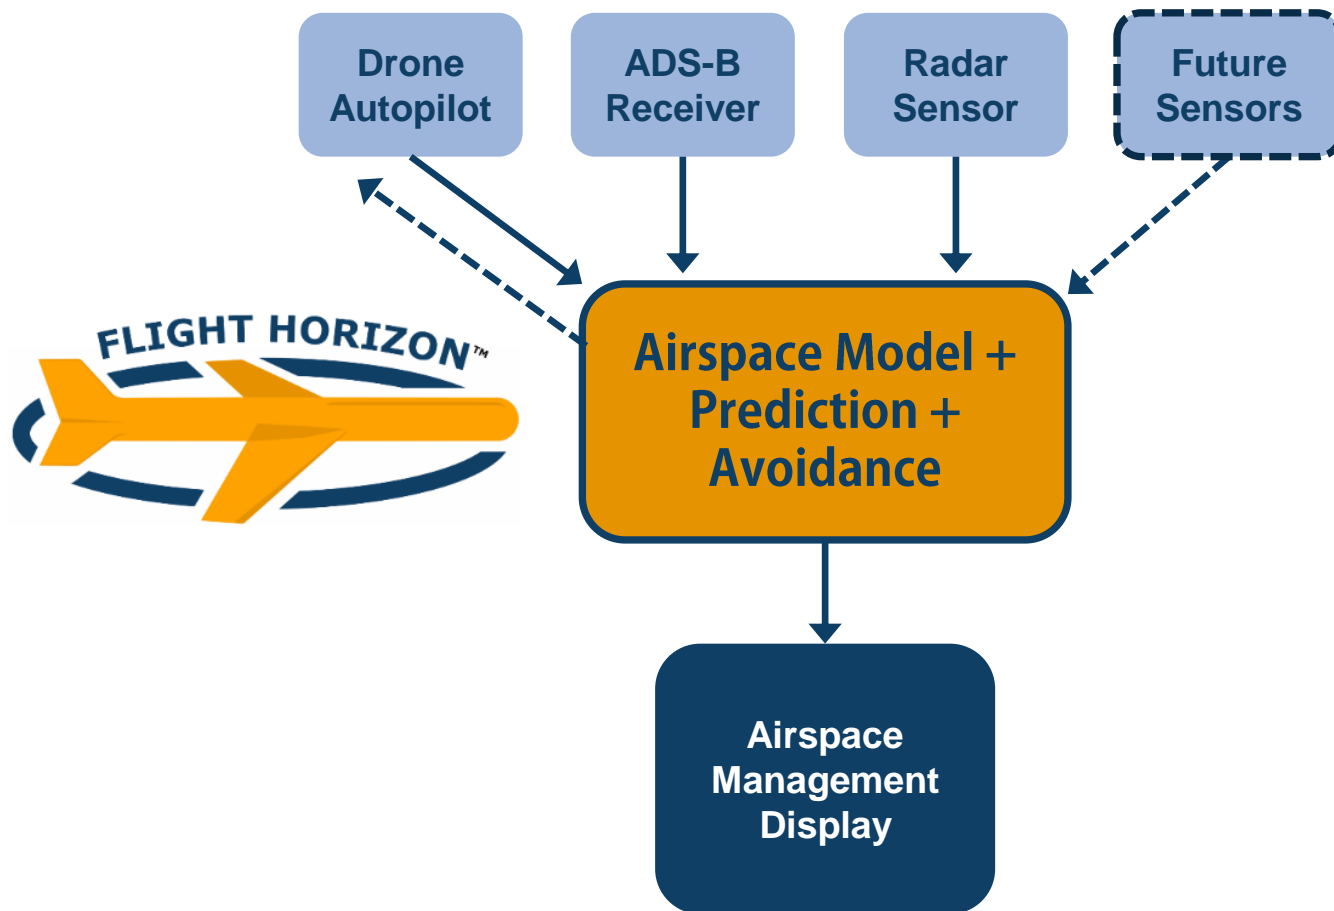 Drone
Autopilot
ADS-B
Receiver
Radar
Sensor
Future
Sensors
FLIGHT HORIZON™
Airspace Model +
Prediction +
Avoidance
Airspace
Management
Display